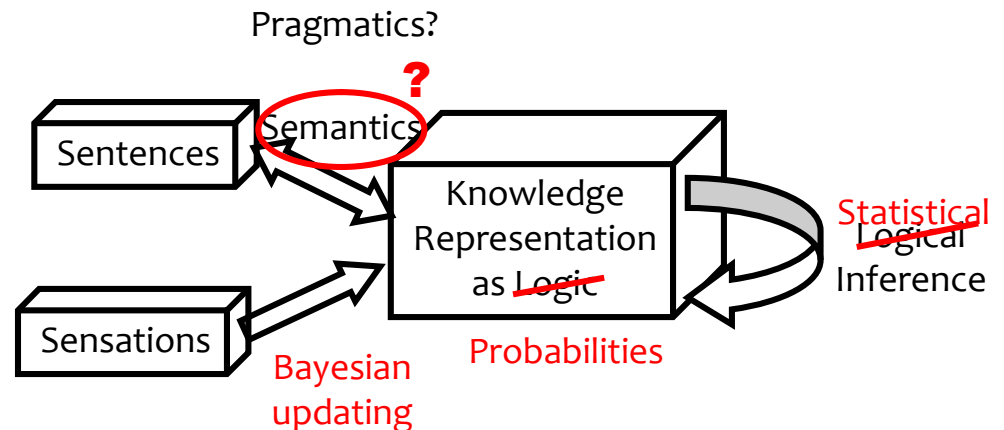 Pragmatics?
?
Semantics
Sentences
Knowledge
Representation
as Logic
Statistical
Logical
Inference
Sensations
Probabilities
Bayesian
updating